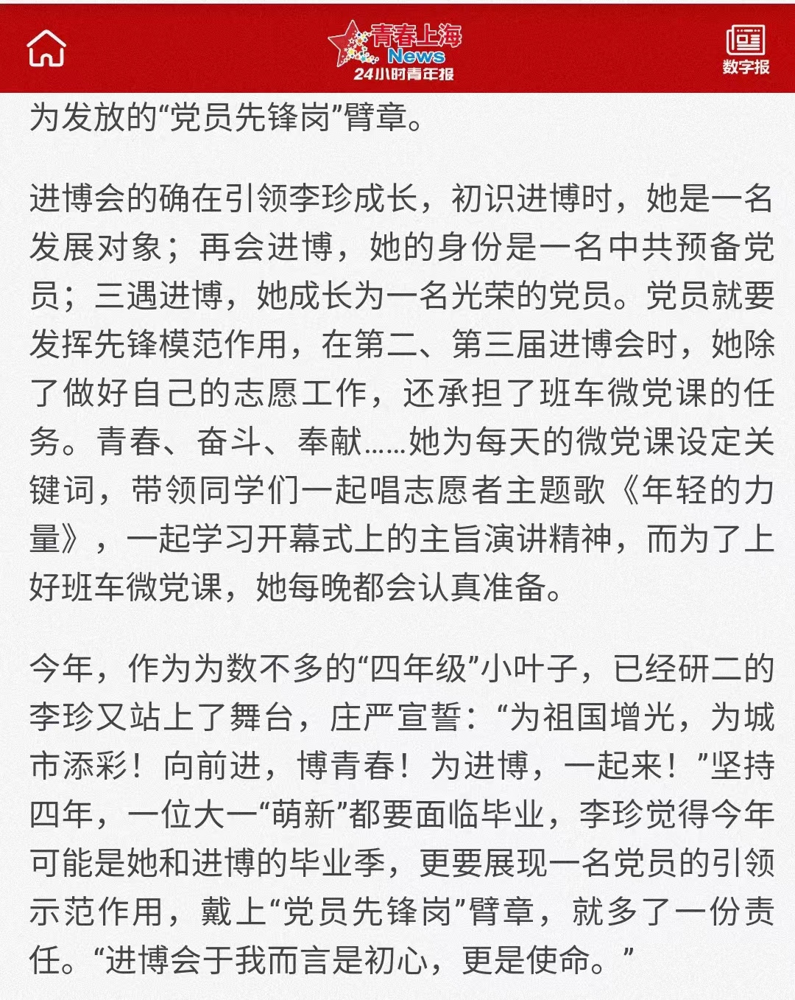 青春上海
News
24小时青年报
数字报
为发放的“党员先锋岗”臂章。
进博会的确在引领李珍成长，初识进博时，她是一名
发展对象；再会进博，她的身份是一名中共预备党
员；三遇进博，她成长为一名光荣的党员。党员就要
发挥先锋模范作用，在第二、第三届进博会时，她除
了做好自己的志愿工作，还承担了班车微党课的任
务。青春、奋斗、奉献……她为每天的微党课设定关
键词，带领同学们一起唱志愿者主题歌《年轻的力
量》，一起学习开幕式上的主旨演讲精神，而为了上
好班车微党课，她每晚都会认真准备。
今年，作为为数不多的“四年级”小叶子，已经研二的
李珍又站上了舞台，庄严宣誓：“为祖国增光，为城
市添彩！向前进，博青春！为进博，一起来！”坚持
四年，一位大一“萌新”都要面临毕业，李珍觉得今年
可能是她和进博的毕业季，更要展现一名党员的引领
示范作用，戴上“党员先锋岗”臂章，就多了一份责
任。“进博会于我而言是初心，更是使命。”